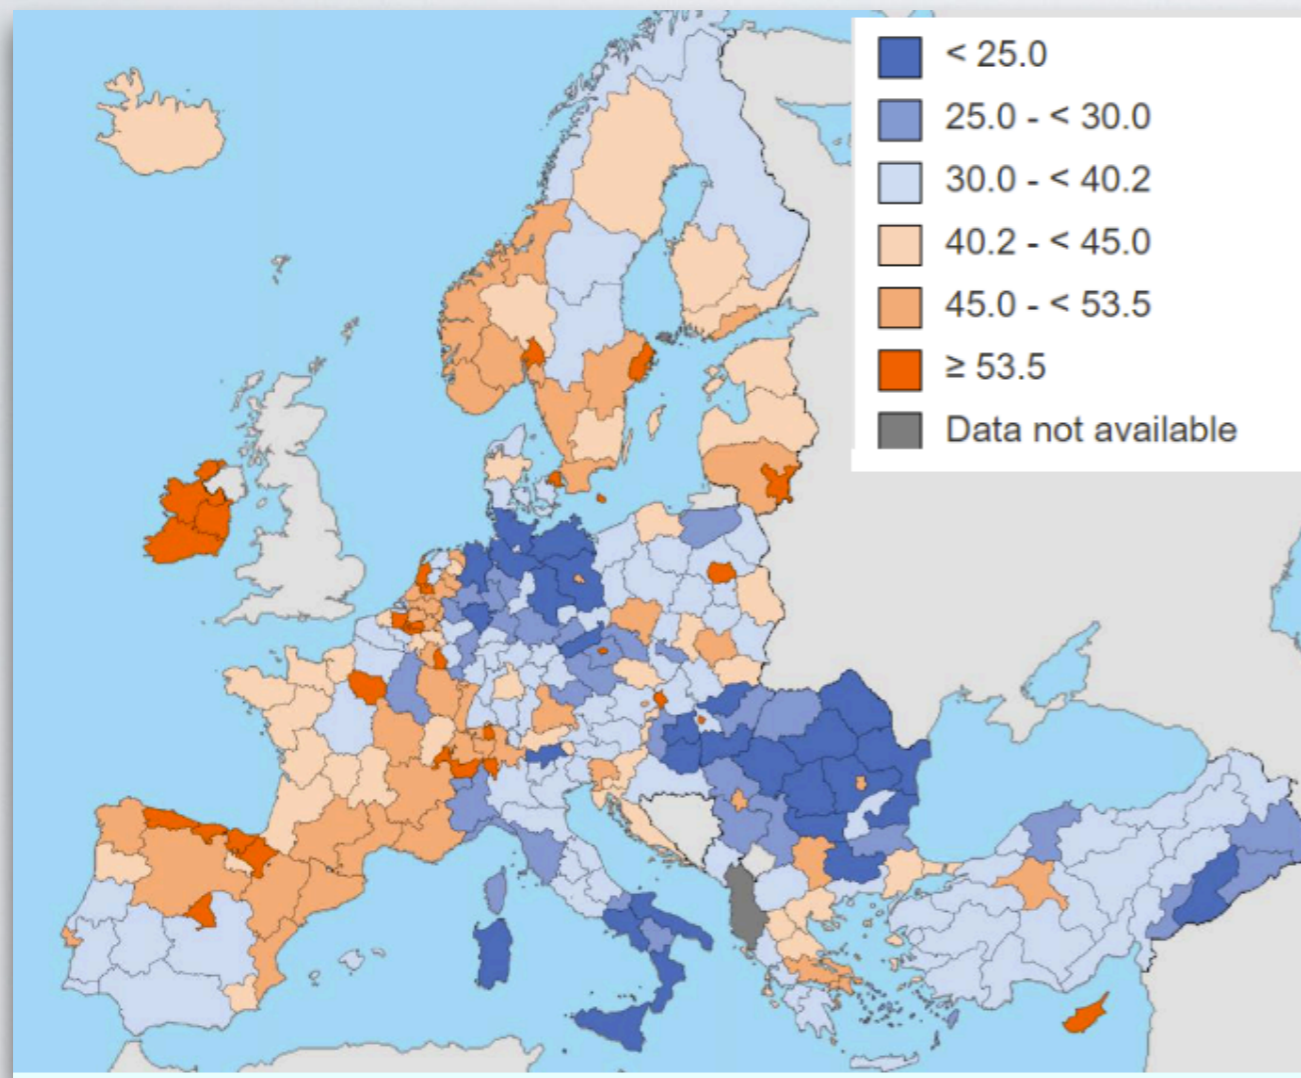 < 25.0
25.0 - < 30.0
30.0 - < 40.2
40.2 - < 45.0
45.0 - < 53.5
≥ 53.5
Data not available